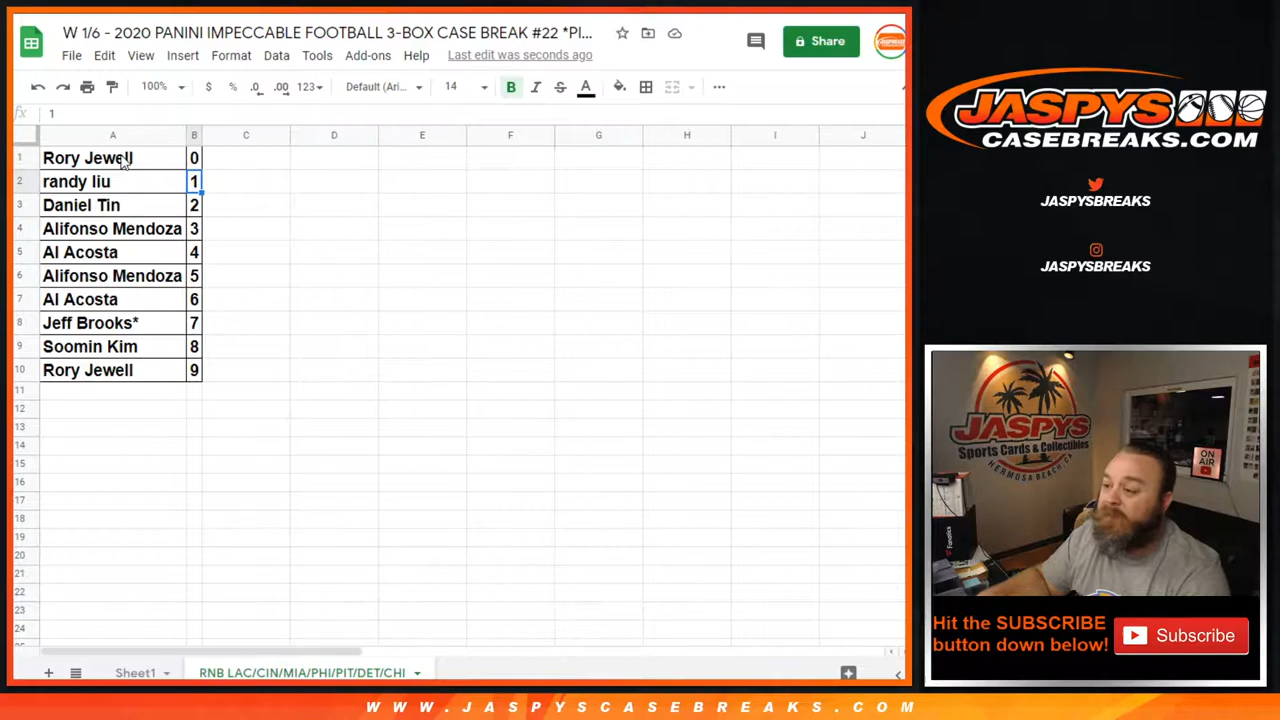 W 1/6 - 2020 PANINI IMPECCABLE FOOTBALL 3-BOX CASE BREAK #22 *PI...
File Edit View Insert Format Data Tools Add-ons Help Last edit was seconds ago
Share
100% $ % .0 .00 123 Default (Ari... 14 B I S A ...
fx 1
A B C D E F G H I J
1 Rory Jewell 0
2 randy liu 1
3 Daniel Tin 2
4 Alifonso Mendoza 3
5 Al Acosta 4
6 Alifonso Mendoza 5
7 Al Acosta 6
8 Jeff Brooks* 7
9 Soomin Kim 8
10 Rory Jewell 9
11
12
13
14
15
16
17
18
19
20
21
22
23
24
Sheet1 RNB LAC/CIN/MIA/PHI/PIT/DET/CHI
JASPYS
CASEBREAKS.COM
JASPYSBREAKS
JASPYSBREAKS
JASPYS
Sports Cards & Collectibles
HERMOSA BEACH, CA
ON AIR
Fanatics
Hit the SUBSCRIBE
button down below!
Subscribe
WWW.JASPYSCASEBREAKS.COM